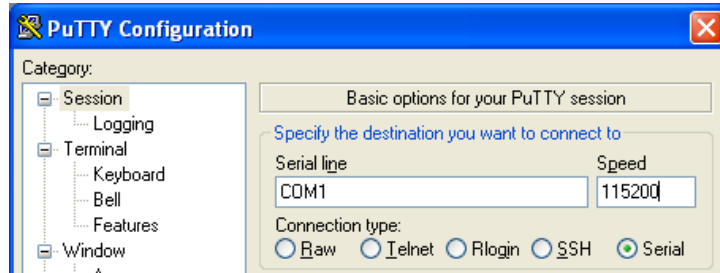 PuTTY Configuration
Category:
Session
Logging
Terminal
Keyboard
Bell
Features
Window
Basic options for your PuTTY session
Specify the destination you want to connect to
Serial line Speed
COM1 115200
Connection type:
Raw Telnet Rlogin SSH Serial